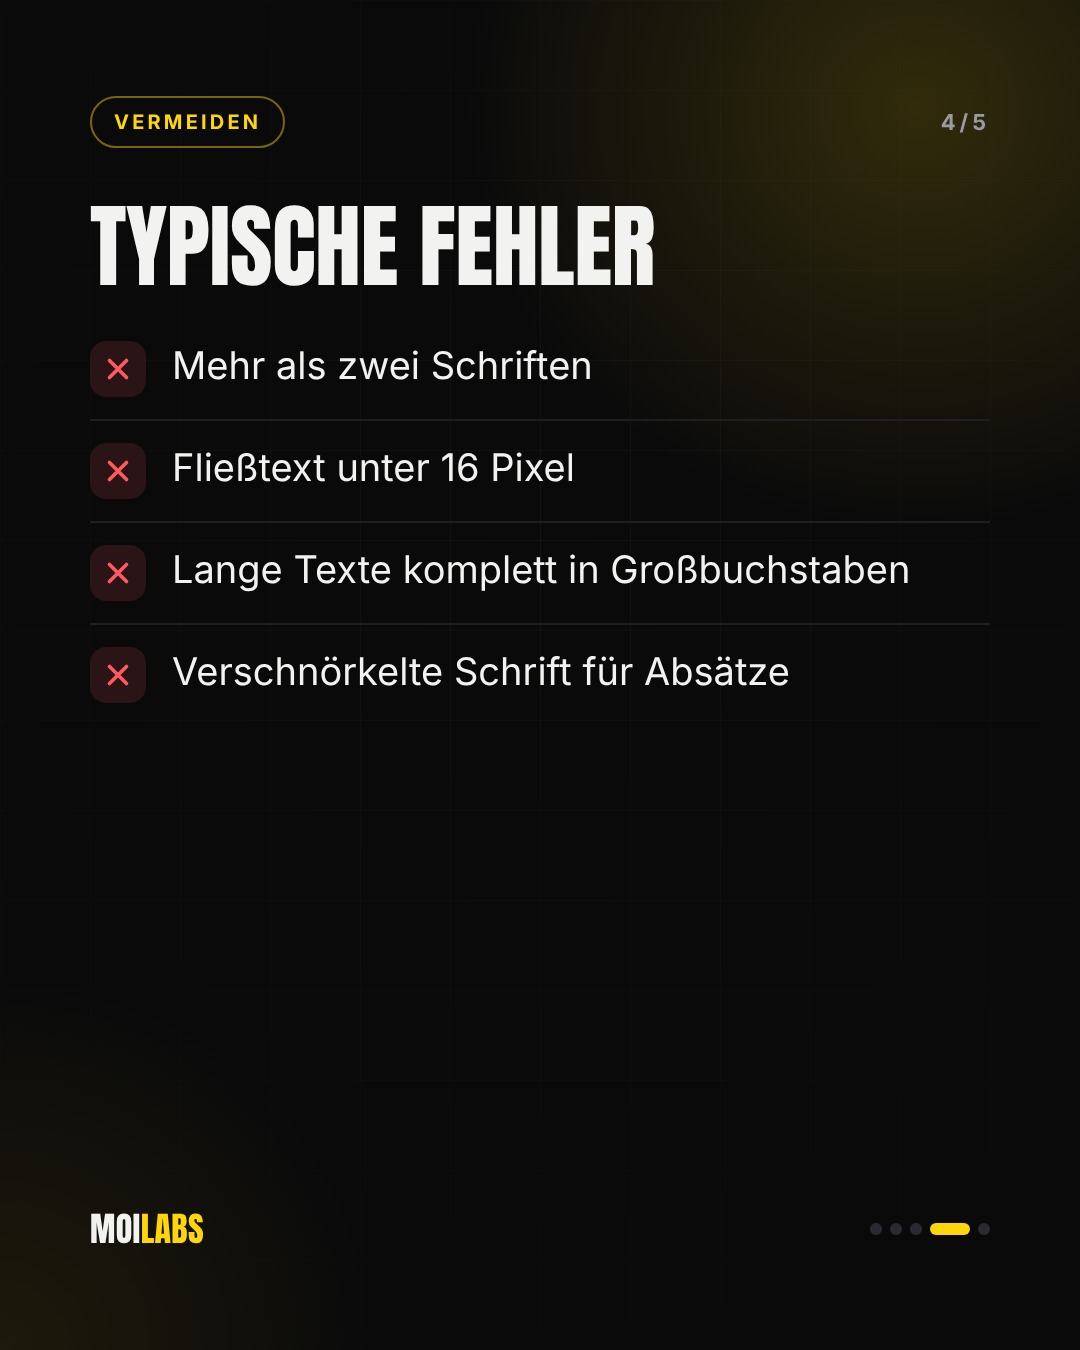 VERMEIDEN
4/5
TYPISCHE FEHLER
Mehr als zwei Schriften
Fließtext unter 16 Pixel
Lange Texte komplett in Großbuchstaben
Verschnörkelte Schrift für Absätze
MOILABS